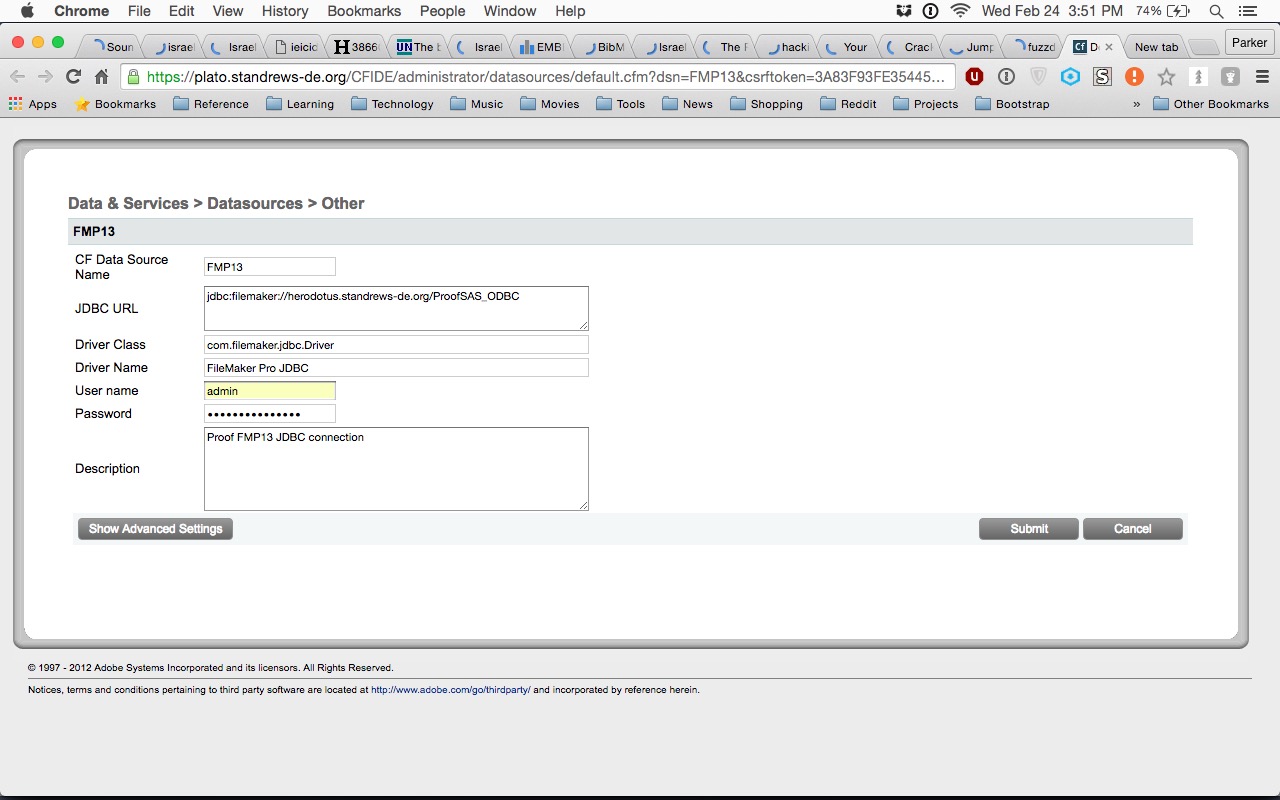 Chrome File Edit View History Bookmarks People Window Help Wed Feb 24 3:51 PM 74%
Soun israel Israel ieicic H 3866 UN The b Israel EMB BibM Israel The F hacki Your Crack Jump fuzzd Cf D New tab Parker
https://plato.standrews-de.org/CFIDE/administrator/datasources/default.cfm?dsn=FMP13&csrftoken=3A83F93FE35445...
Apps Bookmarks Reference Learning Technology Music Movies Tools News Shopping Reddit Projects Bootstrap » Other Bookmarks
Data & Services > Datasources > Other
FMP13
CF Data Source Name FMP13
JDBC URL jdbc:filemaker://herodotus.standrews-de.org/ProofSAS_ODBC
Driver Class com.filemaker.jdbc.Driver
Driver Name FileMaker Pro JDBC
User name admin
Password •••••••••••••••
Description Proof FMP13 JDBC connection
Show Advanced Settings Submit Cancel
© 1997 - 2012 Adobe Systems Incorporated and its licensors. All Rights Reserved.
Notices, terms and conditions pertaining to third party software are located at http://www.adobe.com/go/thirdparty/ and incorporated by reference herein.